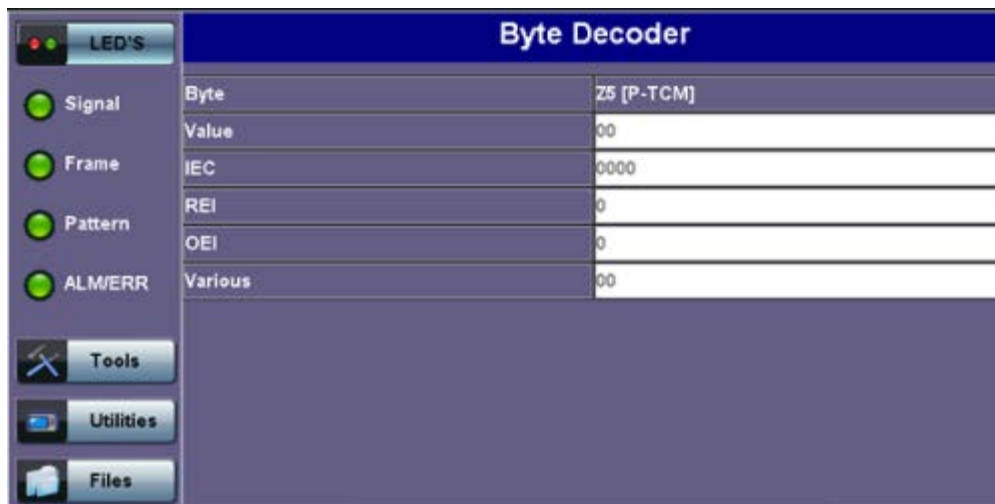 LED'S
Signal
Frame
Pattern
ALM/ERR
Tools
Utilities
Files
Byte Decoder
Byte Z5 [P-TCM]
Value 00
IEC 0000
REI 0
OEI 0
Various 00